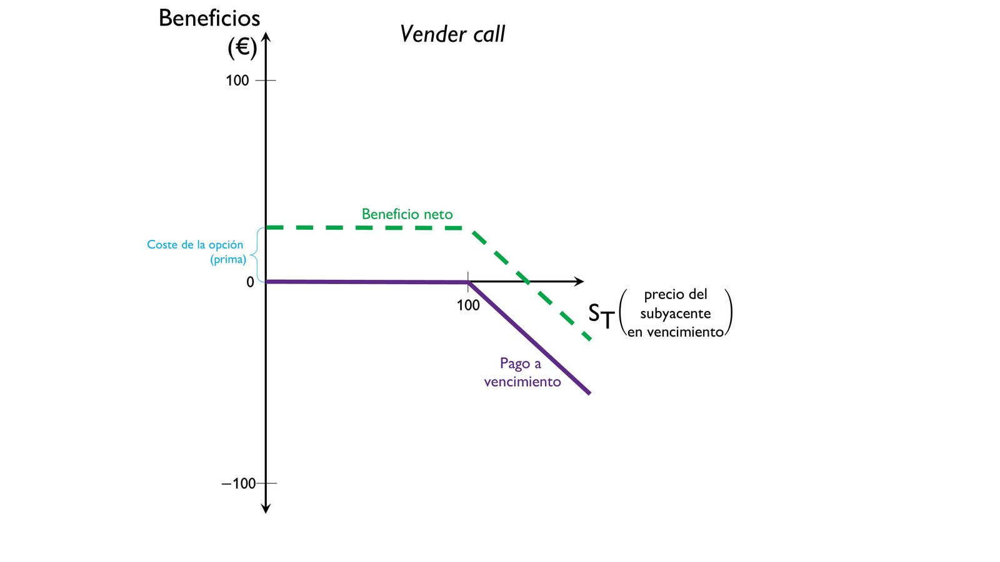 Beneficios
(€)
Vender call
100
Beneficio neto
Coste de la opción
(prima)
0
100
S_T
precio del
subyacente
en vencimiento
Pago a
vencimiento
−100